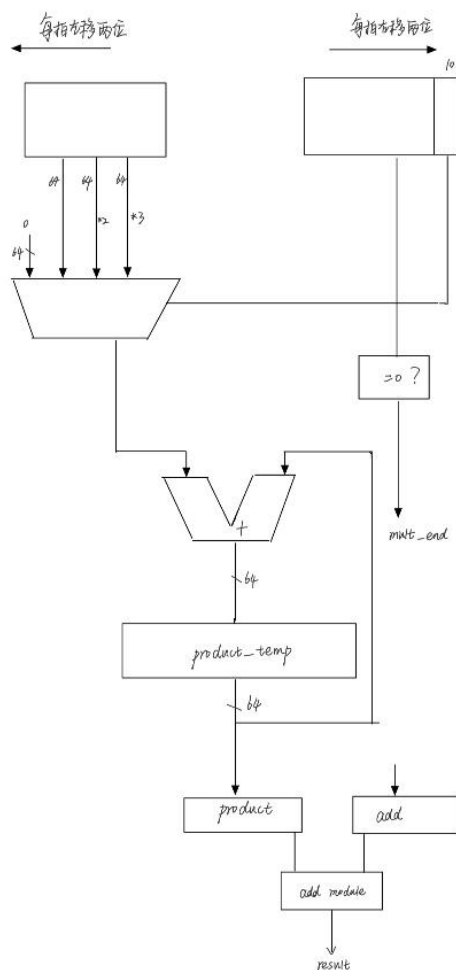 每拍左移两位
每拍右移两位
10
64
64
64
0
*2
*3
64
=0 ?
+
mult_end
64
product_temp
64
product
add
add module
result